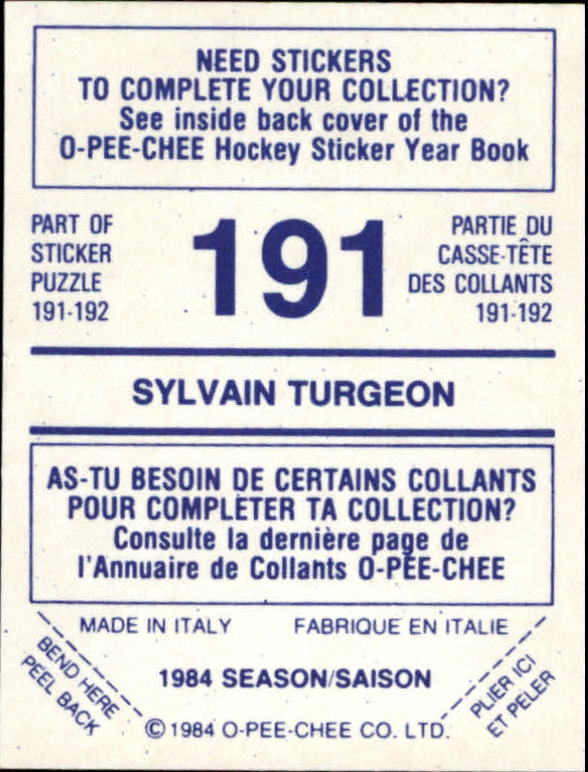 NEED STICKERS
TO COMPLETE YOUR COLLECTION?
See inside back cover of the
O-PEE-CHEE Hockey Sticker Year Book
PART OF
STICKER
PUZZLE
191-192
191
PARTIE DU
CASSE-TÊTE
DES COLLANTS
191-192
SYLVAIN TURGEON
AS-TU BESOIN DE CERTAINS COLLANTS
POUR COMPLÉTER TA COLLECTION?
Consulte la dernière page de
l'Annuaire de Collants O-PEE-CHEE
MADE IN ITALY
FABRIQUE EN ITALIE
BEND HERE
PEEL BACK
1984 SEASON/SAISON
PLIER ICI
ET PELER
© 1984 O-PEE-CHEE CO. LTD.